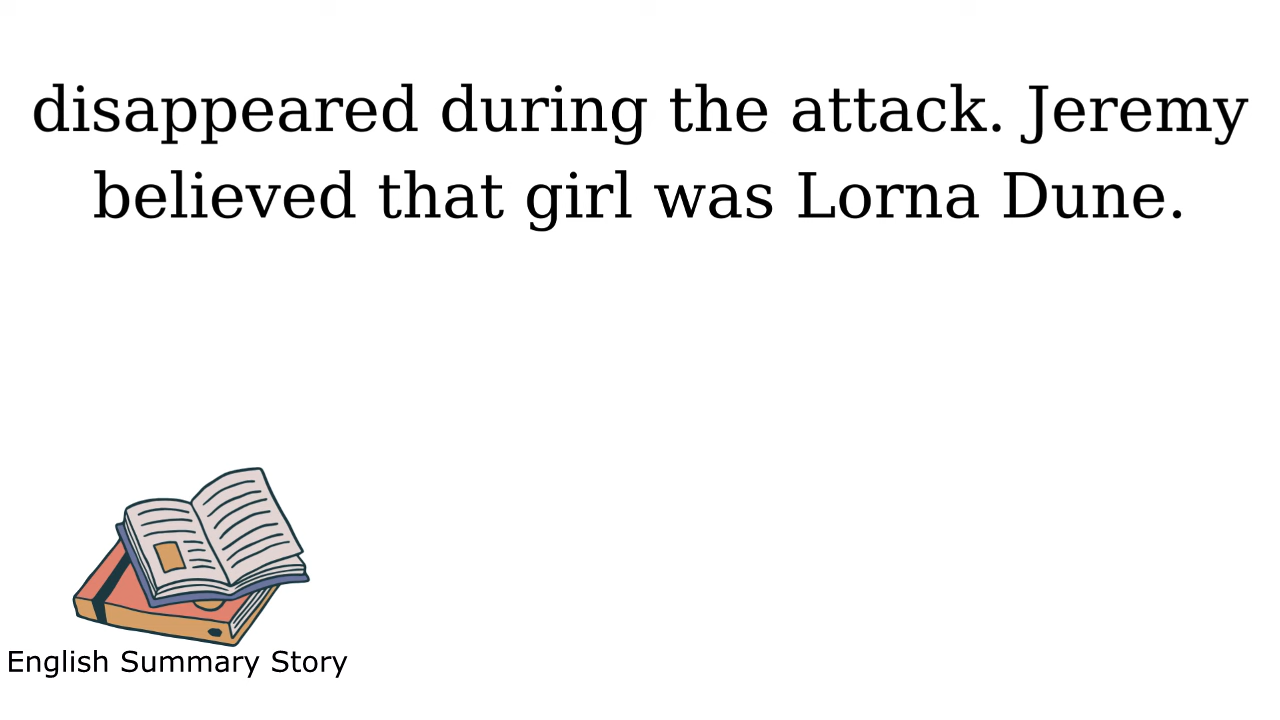 disappeared during the attack. Jeremy
believed that girl was Lorna Dune.
English Summary Story